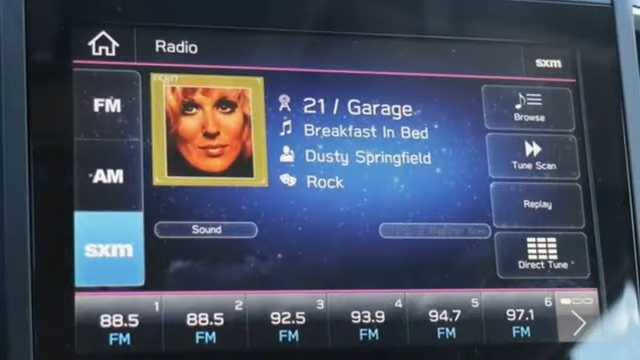 Radio
sxm
FM
AM
sxm
21 / Garage
Breakfast In Bed
Dusty Springfield
Rock
Browse
Tune Scan
Replay
Direct Tune
Sound
1
88.5
FM
2
88.5
FM
3
92.5
FM
4
93.9
FM
5
94.7
FM
6
97.1
FM